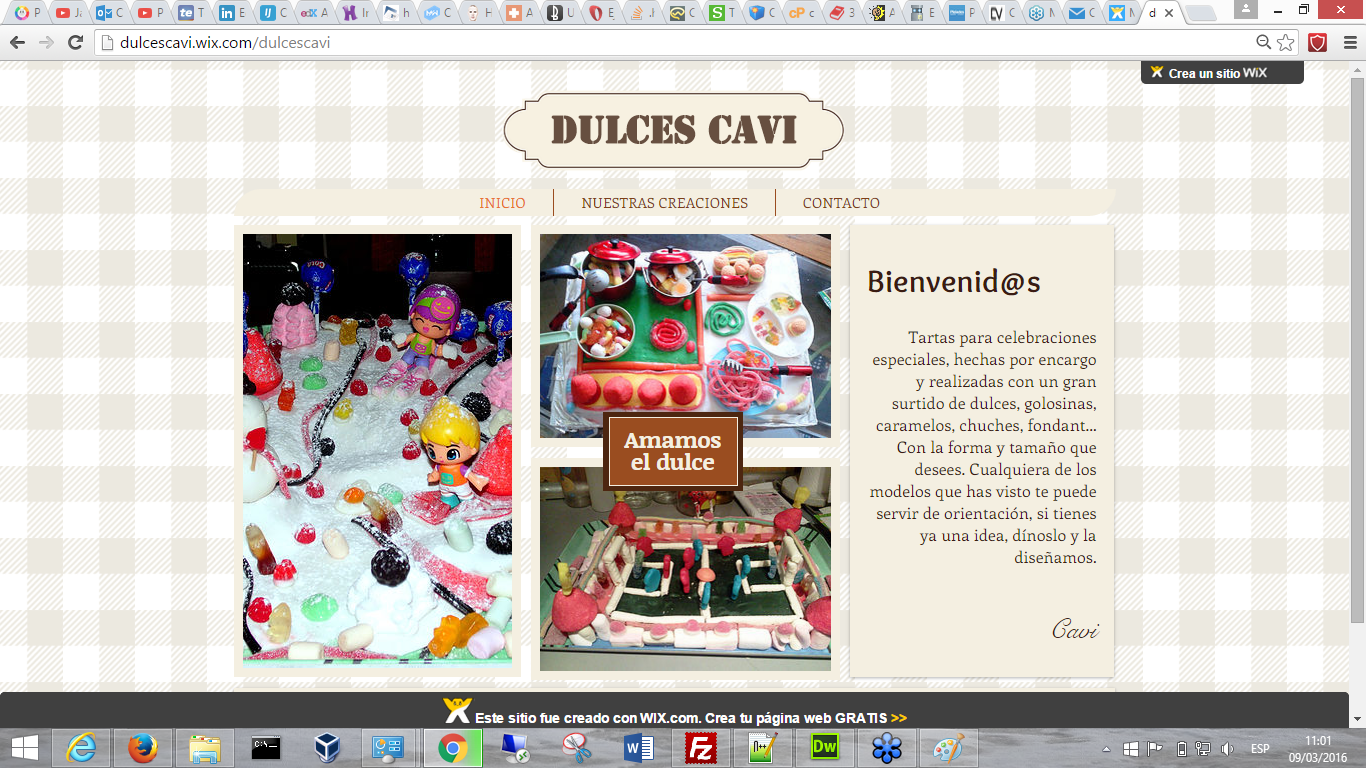 dulcescavi.wix.com/dulcescavi
Crea un sitio WiX
DULCES CAVI
INICIO
NUESTRAS CREACIONES
CONTACTO
Amamos
el dulce
Bienvenid@s
Tartas para celebraciones
especiales, hechas por encargo
y realizadas con un gran
surtido de dulces, golosinas,
caramelos, chuches, fondant...
Con la forma y tamaño que
desees. Cualquiera de los
modelos que has visto te puede
servir de orientación, si tienes
ya una idea, dínoslo y la
diseñamos.
Cavi
Este sitio fue creado con WIX.com. Crea tu página web GRATIS >>
ESP
11:01
09/03/2016